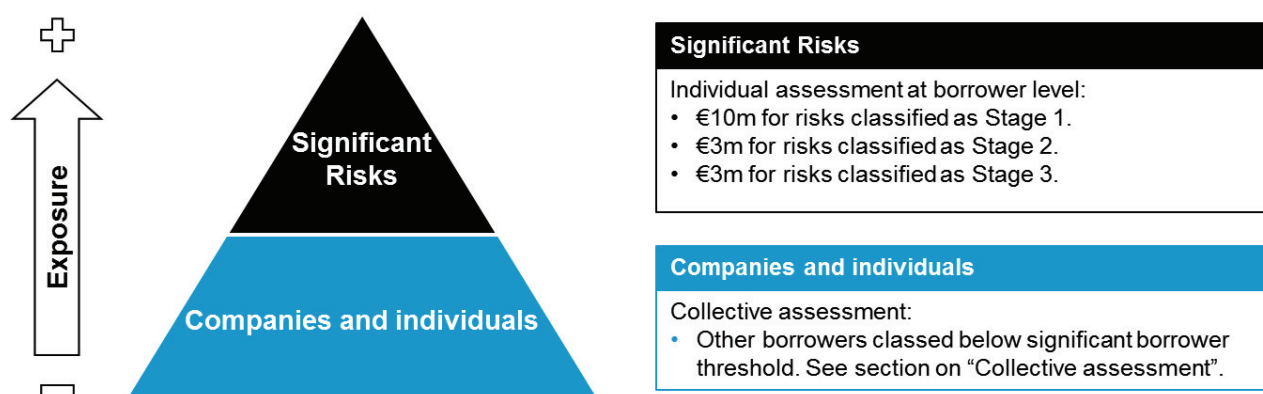 Exposure
Significant
Risks
Companies and individuals
Significant Risks
Individual assessment at borrower level:
• €10m for risks classified as Stage 1.
• €3m for risks classified as Stage 2.
• €3m for risks classified as Stage 3.
Companies and individuals
Collective assessment:
• Other borrowers classed below significant borrower
threshold. See section on “Collective assessment”.